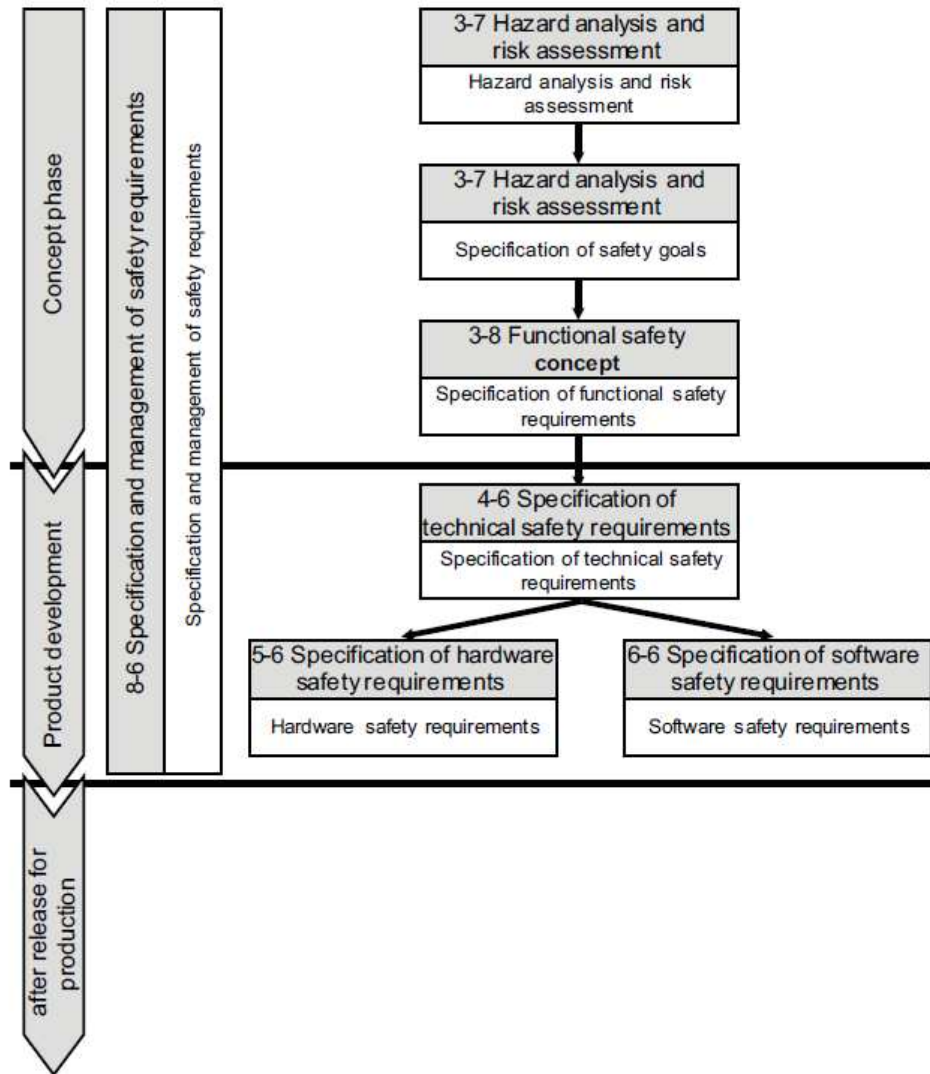 Concept phase
Product development
after release for
production
8-6 Specification and management of safety requirements
Specification and management of safety requirements
3-7 Hazard analysis and
risk assessment
Hazard analysis and risk
assessment
3-7 Hazard analysis and
risk assessment
Specification of safety goals
3-8 Functional safety
concept
Specification of functional safety
requirements
4-6 Specification of
technical safety requirements
Specification of technical safety
requirements
5-6 Specification of hardware
safety requirements
Hardware safety requirements
6-6 Specification of software
safety requirements
Software safety requirements